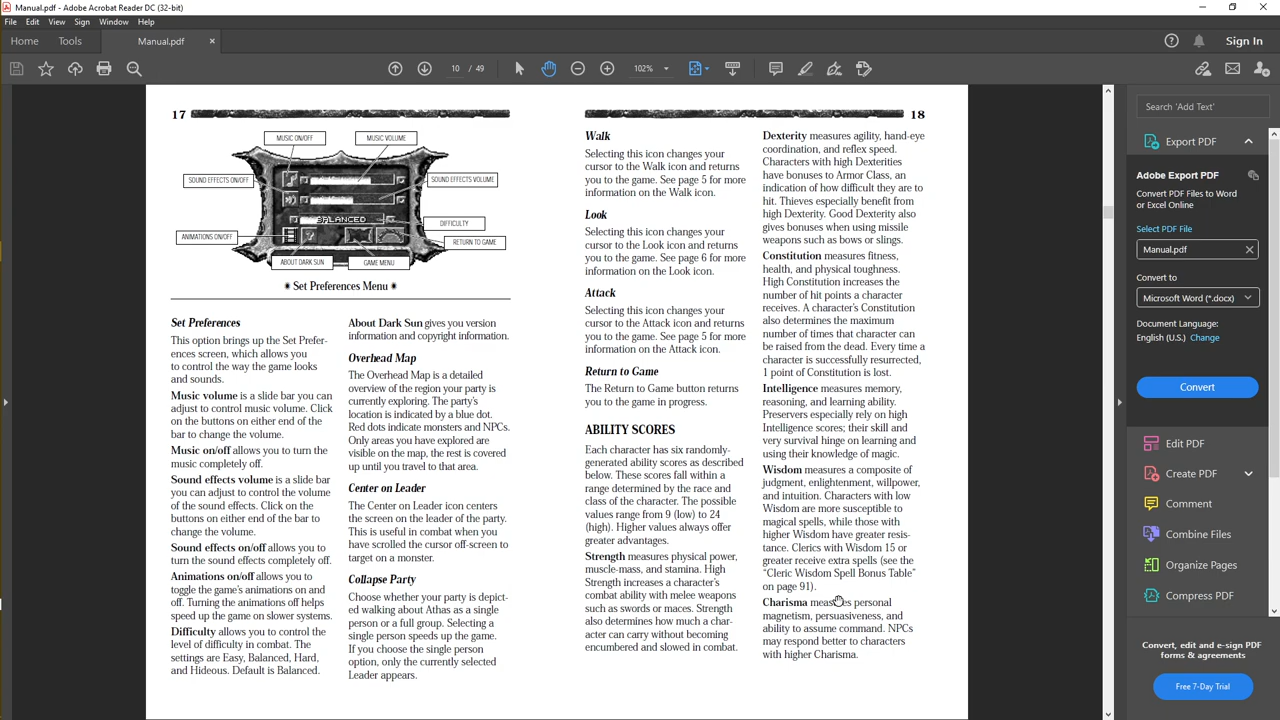 Manual.pdf - Adobe Acrobat Reader DC (32-bit)
File Edit View Sign Window Help
Home Tools Manual.pdf × Sign In
10 / 49 102%
17
MUSIC ON/OFF
MUSIC VOLUME
SOUND EFFECTS ON/OFF
SOUND EFFECTS VOLUME
BALANCED
DIFFICULTY
ANIMATIONS ON/OFF
RETURN TO GAME
ABOUT DARK SUN
GAME MENU
Set Preferences Menu
Set Preferences
This option brings up the Set Prefer-
ences screen, which allows you
to control the way the game looks
and sounds.
Music volume is a slide bar you can
adjust to control music volume. Click
on the buttons on either end of the
bar to change the volume.
Music on/off allows you to turn the
music completely off.
Sound effects volume is a slide bar
you can adjust to control the volume
of the sound effects. Click on the
buttons on either end of the bar to
change the volume.
Sound effects on/off allows you to
turn the sound effects completely off.
Animations on/off allows you to
toggle the game's animations on and
off. Turning the animations off helps
speed up the game on slower systems.
Difficulty allows you to control the
level of difficulty in combat. The
settings are Easy, Balanced, Hard,
and Hideous. Default is Balanced.
About Dark Sun gives you version
information and copyright information.
Overhead Map
The Overhead Map is a detailed
overview of the region your party is
currently exploring. The party's
location is indicated by a blue dot.
Red dots indicate monsters and NPCs.
Only areas you have explored are
visible on the map, the rest is covered
up until you travel to that area.
Center on Leader
The Center on Leader icon centers
the screen on the leader of the party.
This is useful in combat when you
have scrolled the cursor off-screen to
target on a monster.
Collapse Party
Choose whether your party is depict-
ed walking about Athas as a single
person or a full group. Selecting a
single person speeds up the game.
If you choose the single person
option, only the currently selected
Leader appears.
18
Walk
Selecting this icon changes your
cursor to the Walk icon and returns
you to the game. See page 5 for more
information on the Walk icon.
Look
Selecting this icon changes your
cursor to the Look icon and returns
you to the game. See page 6 for more
information on the Look icon.
Attack
Selecting this icon changes your
cursor to the Attack icon and returns
you to the game. See page 5 for more
information on the Attack icon.
Return to Game
The Return to Game button returns
you to the game in progress.
ABILITY SCORES
Each character has six randomly-
generated ability scores as described
below. These scores fall within a
range determined by the race and
class of the character. The possible
values range from 9 (low) to 24
(high). Higher values always offer
greater advantages.
Strength measures physical power,
muscle-mass, and stamina. High
Strength increases a character's
combat ability with melee weapons
such as swords or maces. Strength
also determines how much a char-
acter can carry without becoming
encumbered and slowed in combat.
Dexterity measures agility, hand-eye
coordination, and reflex speed.
Characters with high Dexterities
have bonuses to Armor Class, an
indication of how difficult they are to
hit. Thieves especially benefit from
high Dexterity. Good Dexterity also
gives bonuses when using missile
weapons such as bows or slings.
Constitution measures fitness,
health, and physical toughness.
High Constitution increases the
number of hit points a character
receives. A character's Constitution
also determines the maximum
number of times that character can
be raised from the dead. Every time a
character is successfully resurrected,
1 point of Constitution is lost.
Intelligence measures memory,
reasoning, and learning ability.
Preservers especially rely on high
Intelligence scores; their skill and
very survival hinge on learning and
using their knowledge of magic.
Wisdom measures a composite of
judgment, enlightenment, willpower,
and intuition. Characters with low
Wisdom are more susceptible to
magical spells, while those with
higher Wisdom have greater resis-
tance. Clerics with Wisdom 15 or
greater receive extra spells (see the
“Cleric Wisdom Spell Bonus Table”
on page 91).
Charisma measures personal
magnetism, persuasiveness, and
ability to assume command. NPCs
may respond better to characters
with higher Charisma.
Search 'Add Text'
Export PDF
Adobe Export PDF
Convert PDF Files to Word
or Excel Online
Select PDF File
Manual.pdf
Convert to
Microsoft Word (*.docx)
Document Language:
English (U.S.) Change
Convert
Edit PDF
Create PDF
Comment
Combine Files
Organize Pages
Compress PDF
Convert, edit and e-sign PDF
forms & agreements
Free 7-Day Trial